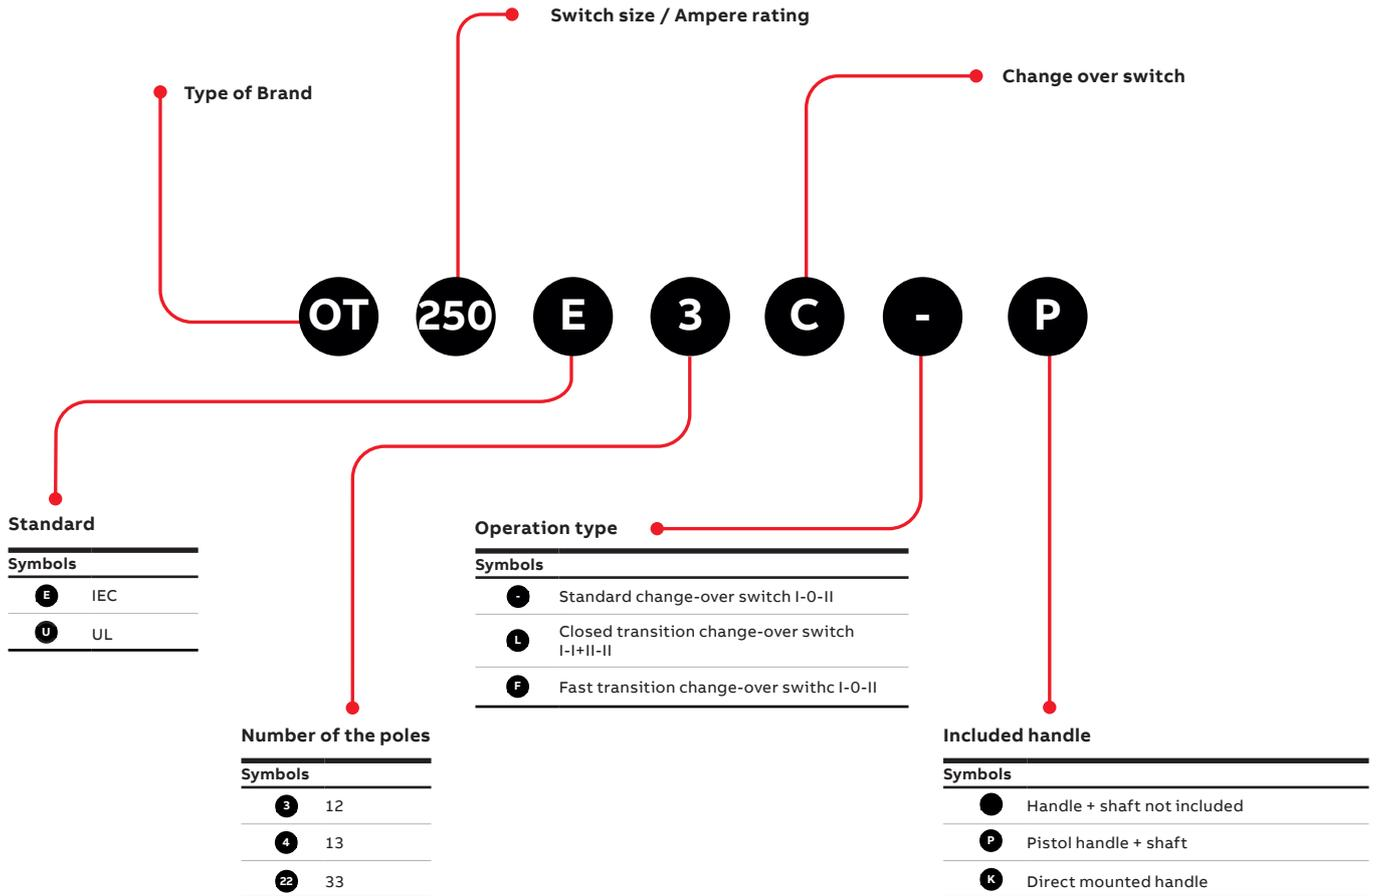 Switch size / Ampere rating
Change over switch
Type of Brand
OT 250 E 3 C - P
Standard
Symbols
E IEC
U UL
Operation type
Symbols
- Standard change-over switch I-0-II
L Closed transition change-over switch
I-I+II-II
F Fast transition change-over swithc I-0-II
Number of the poles
Symbols
3 12
4 13
22 33
Included handle
Symbols
Handle + shaft not included
P Pistol handle + shaft
K Direct mounted handle